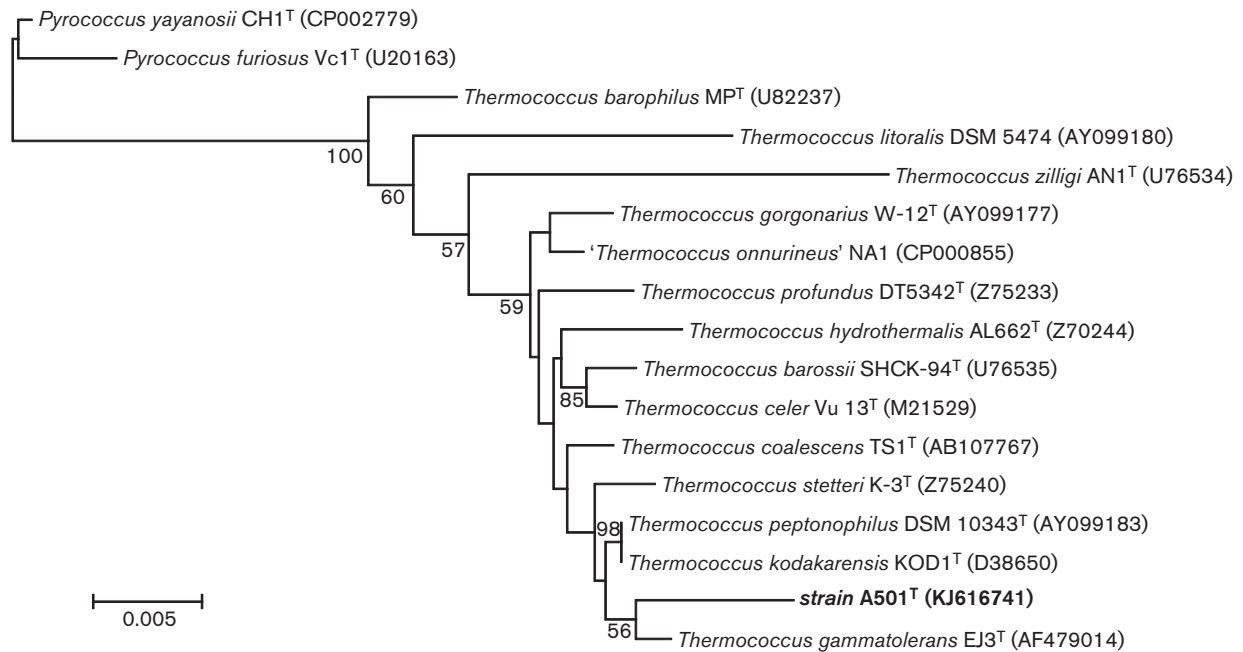 Pyrococcus yayanosii CH1ᵀ (CP002779)
Pyrococcus furiosus Vc1ᵀ (U20163)
Thermococcus barophilus MPᵀ (U82237)
Thermococcus litoralis DSM 5474 (AY099180)
100
Thermococcus zilligi AN1ᵀ (U76534)
60
Thermococcus gorgonarius W-12ᵀ (AY099177)
57
‘Thermococcus onnurineus’ NA1 (CP000855)
Thermococcus profundus DT5342ᵀ (Z75233)
59
Thermococcus hydrothermalis AL662ᵀ (Z70244)
Thermococcus barossii SHCK-94ᵀ (U76535)
85
Thermococcus celer Vu 13ᵀ (M21529)
Thermococcus coalescens TS1ᵀ (AB107767)
Thermococcus stetteri K-3ᵀ (Z75240)
98
Thermococcus peptonophilus DSM 10343ᵀ (AY099183)
Thermococcus kodakarensis KOD1ᵀ (D38650)
strain A501ᵀ (KJ616741)
0.005
56
Thermococcus gammatolerans EJ3ᵀ (AF479014)